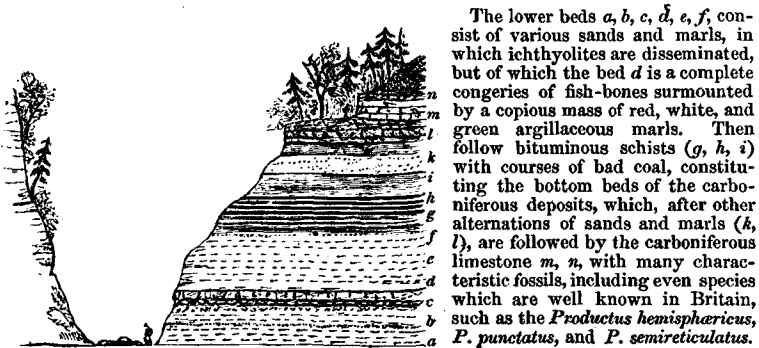 n
m
l
k
i
h
g
f
e
d
c
b
a
The lower beds a, b, c, d, e, f, con-
sist of various sands and marls, in
which ichthyolites are disseminated,
but of which the bed d is a complete
congeries of fish-bones surmounted
by a copious mass of red, white, and
green argillaceous marls. Then
follow bituminous schists (g, h, i)
with courses of bad coal, constitu-
ting the bottom beds of the carbo-
niferous deposits, which, after other
alternations of sands and marls (k,
l), are followed by the carboniferous
limestone m, n, with many charac-
teristic fossils, including even species
which are well known in Britain,
such as the Productus hemisphæricus,
P. punctatus, and P. semireticulatus.